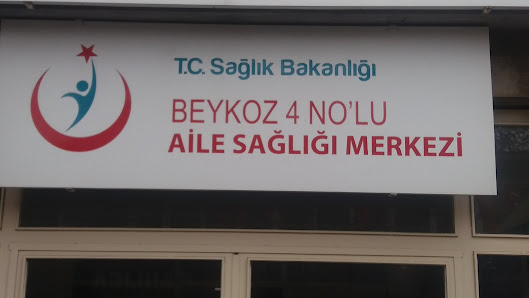 T.C. Sağlık Bakanlığı
BEYKOZ 4 NO'LU
AİLE SAĞLIĞI MERKEZİ